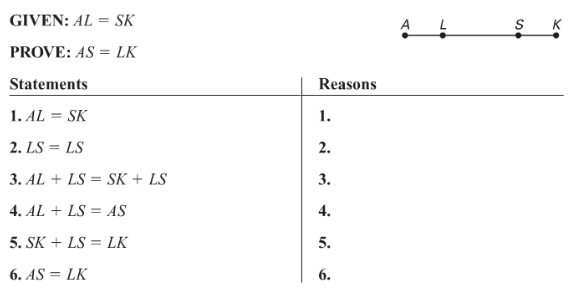 GIVEN: AL = SK
A L S K
PROVE: AS = LK
Statements Reasons
1. AL = SK 1.
2. LS = LS 2.
3. AL + LS = SK + LS 3.
4. AL + LS = AS 4.
5. SK + LS = LK 5.
6. AS = LK 6.